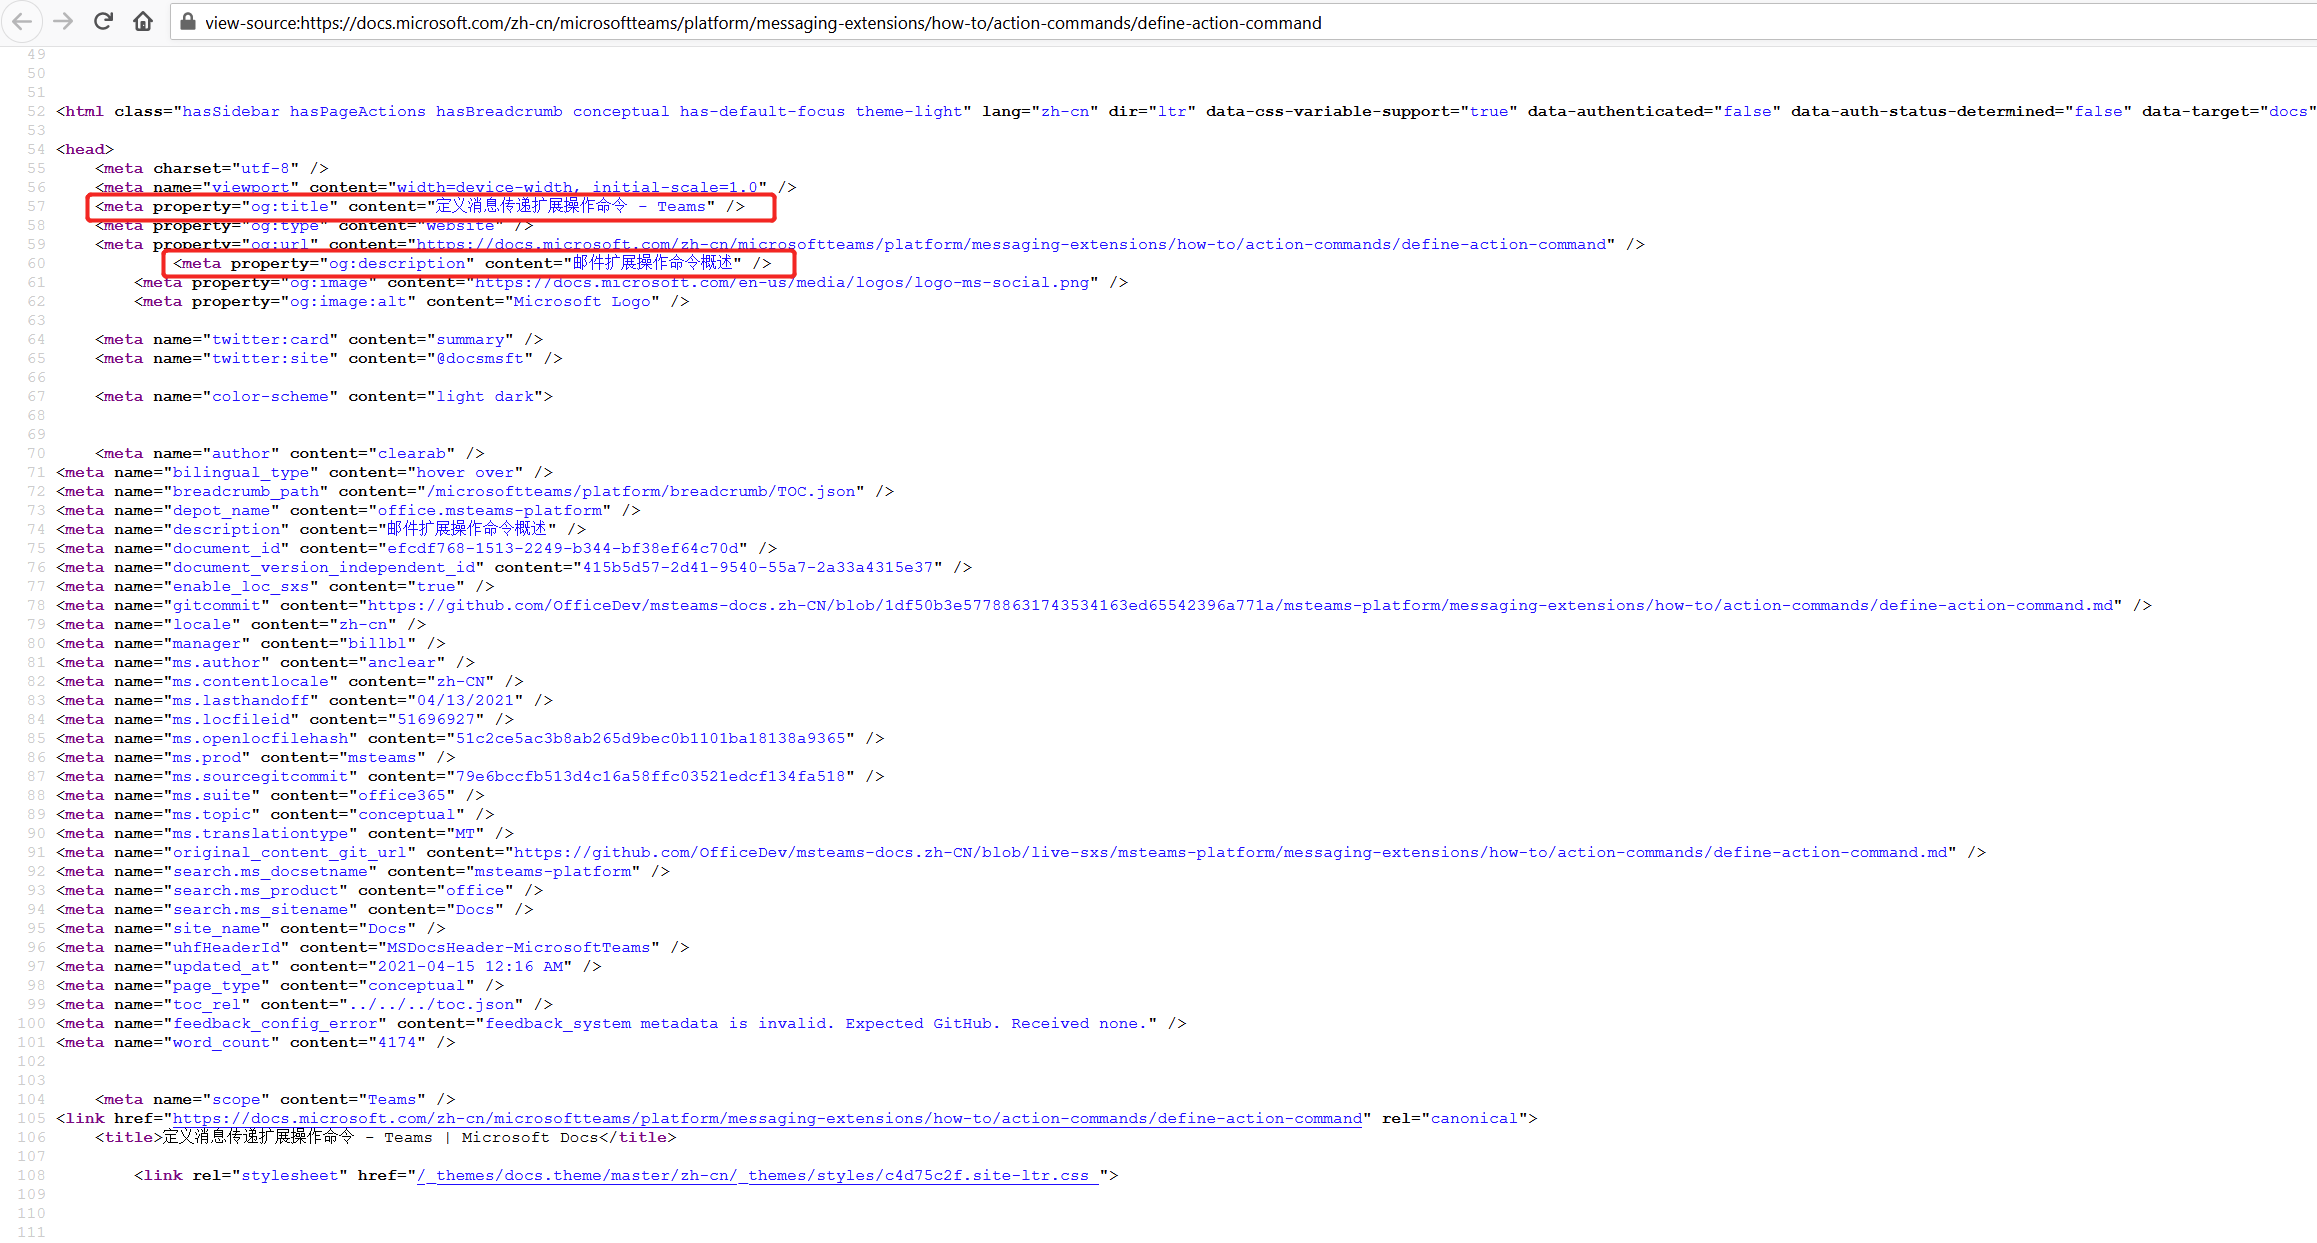 view-source:https://docs.microsoft.com/zh-cn/microsoftteams/platform/messaging-extensions/how-to/action-commands/define-action-command
49
50
51
52 <html class="hasSidebar hasPageActions hasBreadcrumb conceptual has-default-focus theme-light" lang="zh-cn" dir="ltr" data-css-variable-support="true" data-authenticated="false" data-auth-status-determined="false" data-target="docs"
53
54 <head>
55 <meta charset="utf-8" />
56 <meta name="viewport" content="width=device-width, initial-scale=1.0" />
57 <meta property="og:title" content="定义消息传递扩展操作命令 - Teams" />
58 <meta property="og:type" content="website" />
59 <meta property="og:url" content="https://docs.microsoft.com/zh-cn/microsoftteams/platform/messaging-extensions/how-to/action-commands/define-action-command" />
60 <meta property="og:description" content="邮件扩展操作命令概述" />
61 <meta property="og:image" content="https://docs.microsoft.com/en-us/media/logos/logo-ms-social.png" />
62 <meta property="og:image:alt" content="Microsoft Logo" />
63
64 <meta name="twitter:card" content="summary" />
65 <meta name="twitter:site" content="@docsmsft" />
66
67 <meta name="color-scheme" content="light dark">
68
69
70 <meta name="author" content="clearab" />
71 <meta name="bilingual_type" content="hover over" />
72 <meta name="breadcrumb_path" content="/microsoftteams/platform/breadcrumb/TOC.json" />
73 <meta name="depot_name" content="office.msteams-platform" />
74 <meta name="description" content="邮件扩展操作命令概述" />
75 <meta name="document_id" content="efcdf768-1513-2249-b344-bf38ef64c70d" />
76 <meta name="document_version_independent_id" content="415b5d57-2d41-9540-55a7-2a33a4315e37" />
77 <meta name="enable_loc_sxs" content="true" />
78 <meta name="gitcommit" content="https://github.com/OfficeDev/msteams-docs.zh-CN/blob/1df50b3e57788631743534163ed65542396a771a/msteams-platform/messaging-extensions/how-to/action-commands/define-action-command.md" />
79 <meta name="locale" content="zh-cn" />
80 <meta name="manager" content="billbl" />
81 <meta name="ms.author" content="anclear" />
82 <meta name="ms.contentlocale" content="zh-CN" />
83 <meta name="ms.lasthandoff" content="04/13/2021" />
84 <meta name="ms.locfileid" content="51696927" />
85 <meta name="ms.openlocfilehash" content="51c2ce5ac3b8ab265d9bec0b1101ba18138a9365" />
86 <meta name="ms.prod" content="msteams" />
87 <meta name="ms.sourcegitcommit" content="79e6bccfb513d4c16a58ffc03521edcf134fa518" />
88 <meta name="ms.suite" content="office365" />
89 <meta name="ms.topic" content="conceptual" />
90 <meta name="ms.translationtype" content="MT" />
91 <meta name="original_content_git_url" content="https://github.com/OfficeDev/msteams-docs.zh-CN/blob/live-sxs/msteams-platform/messaging-extensions/how-to/action-commands/define-action-command.md" />
92 <meta name="search.ms_docsetname" content="msteams-platform" />
93 <meta name="search.ms_product" content="office" />
94 <meta name="search.ms_sitename" content="Docs" />
95 <meta name="site_name" content="Docs" />
96 <meta name="uhfHeaderId" content="MSDocsHeader-MicrosoftTeams" />
97 <meta name="updated_at" content="2021-04-15 12:16 AM" />
98 <meta name="page_type" content="conceptual" />
99 <meta name="toc_rel" content="../../../toc.json" />
100 <meta name="feedback_config_error" content="feedback_system metadata is invalid. Expected GitHub. Received none." />
101 <meta name="word_count" content="4174" />
102
103
104 <meta name="scope" content="Teams" />
105 <link href="https://docs.microsoft.com/zh-cn/microsoftteams/platform/messaging-extensions/how-to/action-commands/define-action-command" rel="canonical">
106 <title>定义消息传递扩展操作命令 - Teams | Microsoft Docs</title>
107
108 <link rel="stylesheet" href="/_themes/docs.theme/master/zh-cn/_themes/styles/c4d75c2f.site-ltr.css ">
109
110
111